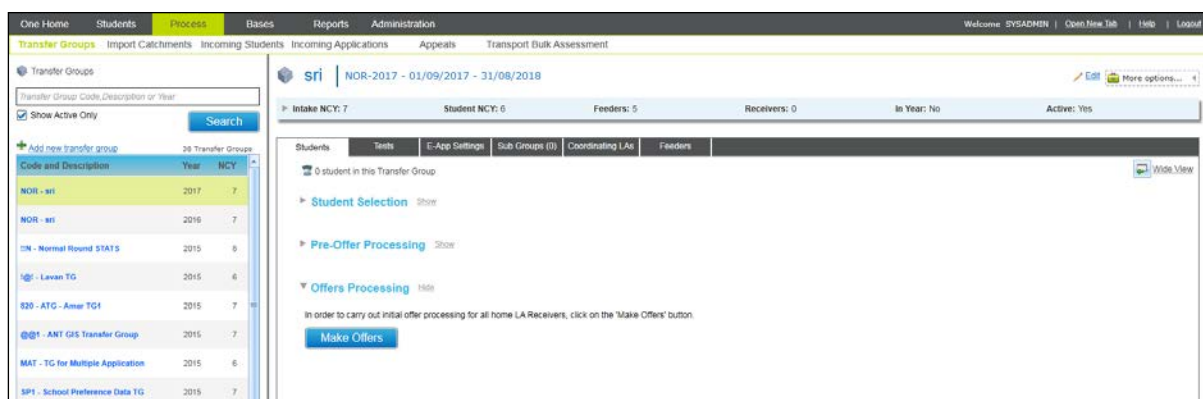 One Home Students Process Bases Reports Administration Welcome SYSADMIN | Open New Tab | Help | Logout
Transfer Groups Import Catchments Incoming Students Incoming Applications Appeals Transport Bulk Assessment
Transfer Groups
Transfer Group Code,Description or Year
Show Active Only
Search
Add new transfer group 36 Transfer Groups
Code and Description Year NCY
NOR - sri 2017 7
NOR - sri 2016 7
- Normal Round STATS 2015 8
- Lavan TG 2015 6
820 - ATG - Amer TG1 2015 7
@@1 - ANT GIS Transfer Group 2015 7
MAT - TG for Multiple Application 2015 6
SP1 - School Preference Data TG 2015 7
sri | NOR-2017 - 01/09/2017 - 31/08/2018
Edit More options...
Intake NCY: 7 Student NCY: 6 Feeders: 5 Receivers: 0 In Year: No Active: Yes
Students Tests E-App Settings Sub Groups (0) Coordinating LAs Feeders
0 student in this Transfer Group Wide View
Student Selection Show
Pre-Offer Processing Show
Offers Processing Hide
In order to carry out initial offer processing for all home LA Receivers, click on the 'Make Offers' button.
Make Offers